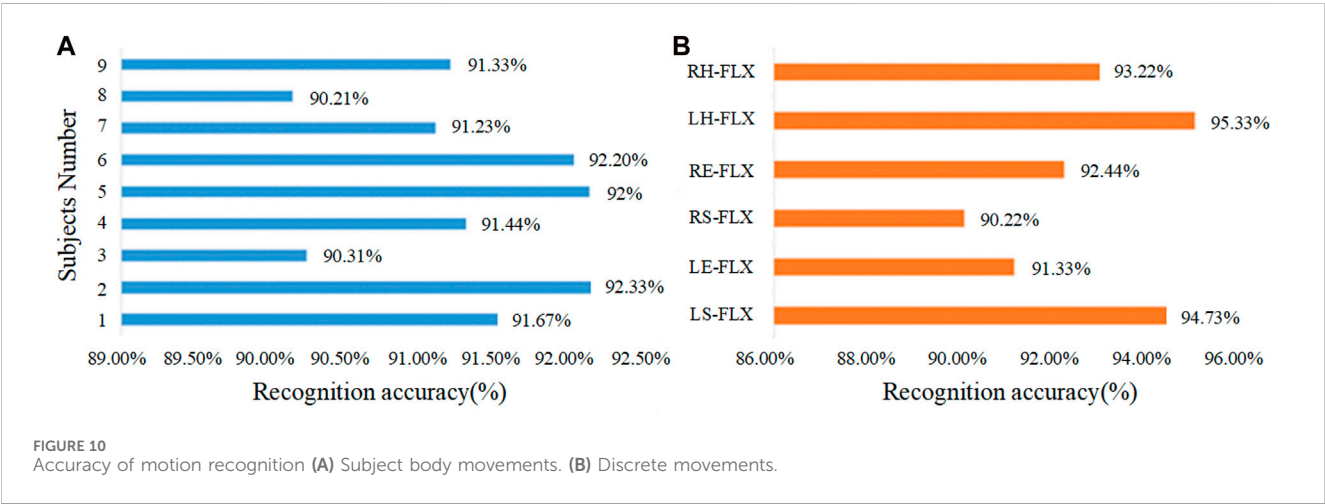 A
9
91.33%
8
90.21%
7
91.23%
6
92.20%
5
92%
4
91.44%
3
90.31%
2
92.33%
1
91.67%
Subjects Number
89.00% 89.50% 90.00% 90.50% 91.00% 91.50% 92.00% 92.50%
Recognition accuracy(%)
B
RH-FLX
93.22%
LH-FLX
95.33%
RE-FLX
92.44%
RS-FLX
90.22%
LE-FLX
91.33%
LS-FLX
94.73%
86.00% 88.00% 90.00% 92.00% 94.00% 96.00%
Recognition accuracy(%)
FIGURE 10
Accuracy of motion recognition (A) Subject body movements. (B) Discrete movements.